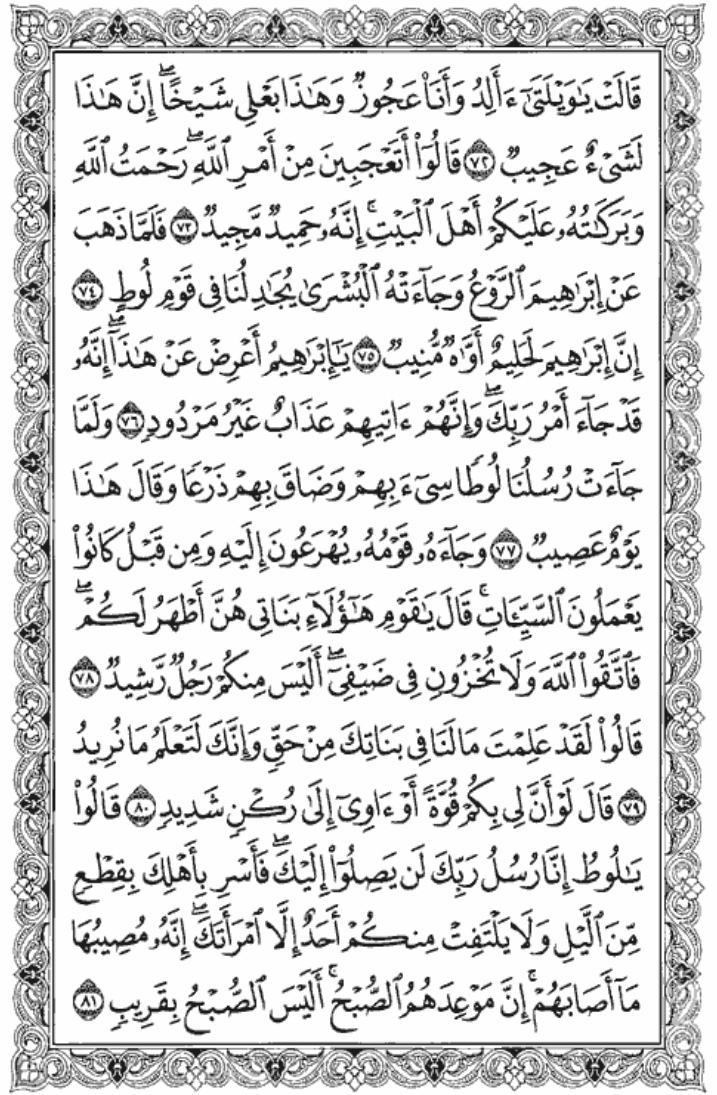 قَالَتْ يَٰوَيْلَتَىٰٓ ءَأَلِدُ وَأَنَا۠ عَجُوزٌ وَهَٰذَا بَعْلِى شَيْخًا ۖ إِنَّ هَٰذَا
لَشَىْءٌ عَجِيبٌ ٧٢ قَالُوٓا۟ أَتَعْجَبِينَ مِنْ أَمْرِ ٱللَّهِ ۖ رَحْمَتُ ٱللَّهِ
وَبَرَكَٰتُهُۥ عَلَيْكُمْ أَهْلَ ٱلْبَيْتِ ۚ إِنَّهُۥ حَمِيدٌ مَّجِيدٌ ٧٣ فَلَمَّا ذَهَبَ
عَنْ إِبْرَٰهِيمَ ٱلرَّوْعُ وَجَآءَتْهُ ٱلْبُشْرَىٰ يُجَٰدِلُنَا فِى قَوْمِ لُوطٍ ٧٤
إِنَّ إِبْرَٰهِيمَ لَحَلِيمٌ أَوَّٰهٌ مُّنِيبٌ ٧٥ يَٰٓإِبْرَٰهِيمُ أَعْرِضْ عَنْ هَٰذَآ ۖ إِنَّهُۥ
قَدْ جَآءَ أَمْرُ رَبِّكَ ۖ وَإِنَّهُمْ ءَاتِيهِمْ عَذَابٌ غَيْرُ مَرْدُودٍ ٧٦ وَلَمَّا
جَآءَتْ رُسُلُنَا لُوطًا سِىٓءَ بِهِمْ وَضَاقَ بِهِمْ ذَرْعًا وَقَالَ هَٰذَا
يَوْمٌ عَصِيبٌ ٧٧ وَجَآءَهُۥ قَوْمُهُۥ يُهْرَعُونَ إِلَيْهِ وَمِن قَبْلُ كَانُوا۟
يَعْمَلُونَ ٱلسَّيِّـَٔاتِ ۚ قَالَ يَٰقَوْمِ هَٰٓؤُلَآءِ بَنَاتِى هُنَّ أَطْهَرُ لَكُمْ ۖ
فَٱتَّقُوا۟ ٱللَّهَ وَلَا تُخْزُونِ فِى ضَيْفِىٓ ۖ أَلَيْسَ مِنكُمْ رَجُلٌ رَّشِيدٌ ٧٨
قَالُوا۟ لَقَدْ عَلِمْتَ مَا لَنَا فِى بَنَاتِكَ مِنْ حَقٍّ وَإِنَّكَ لَتَعْلَمُ مَا نُرِيدُ
٧٩ قَالَ لَوْ أَنَّ لِى بِكُمْ قُوَّةً أَوْ ءَاوِىٓ إِلَىٰ رُكْنٍ شَدِيدٍ ٨٠ قَالُوا۟
يَٰلُوطُ إِنَّا رُسُلُ رَبِّكَ لَن يَصِلُوٓا۟ إِلَيْكَ ۖ فَأَسْرِ بِأَهْلِكَ بِقِطْعٍ
مِّنَ ٱلَّيْلِ وَلَا يَلْتَفِتْ مِنكُمْ أَحَدٌ إِلَّا ٱمْرَأَتَكَ ۖ إِنَّهُۥ مُصِيبُهَا
مَآ أَصَابَهُمْ ۚ إِنَّ مَوْعِدَهُمُ ٱلصُّبْحُ ۚ أَلَيْسَ ٱلصُّبْحُ بِقَرِيبٍ ٨١